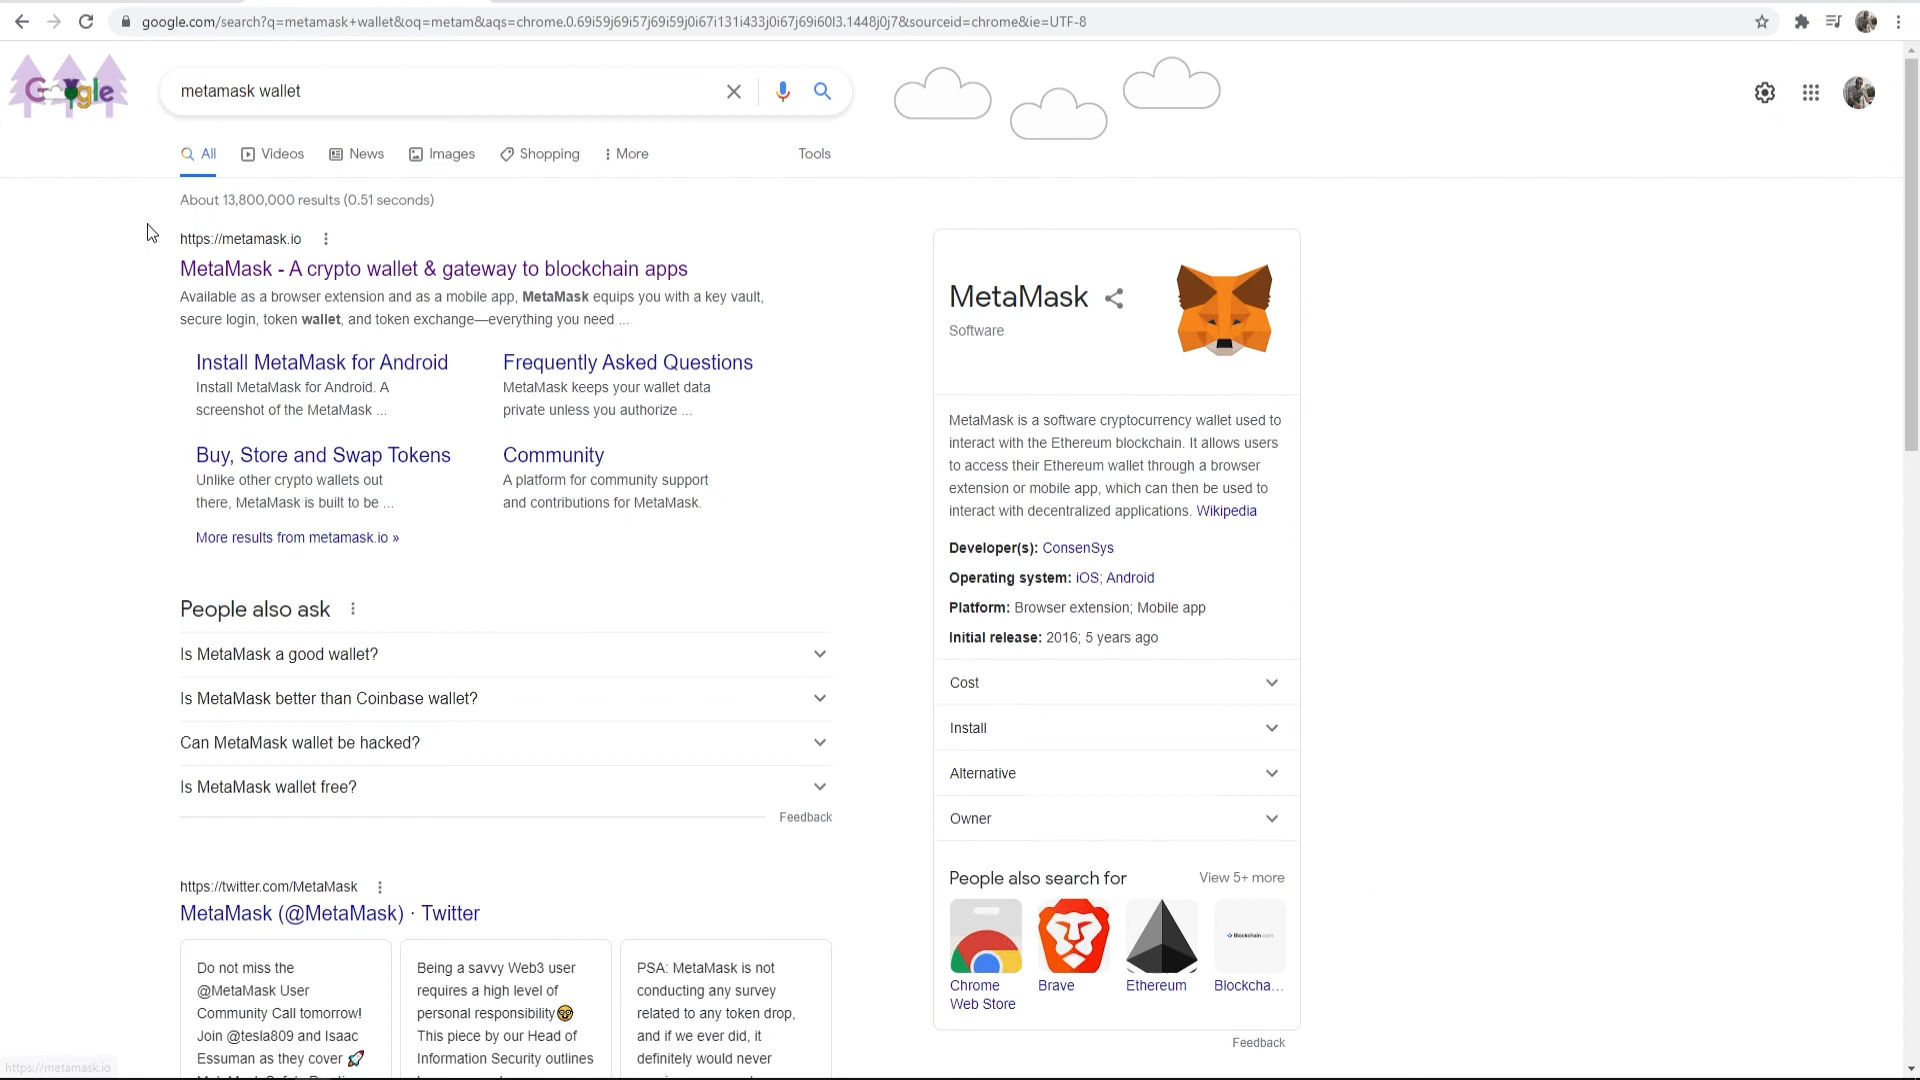 google.com/search?q=metamask+wallet&oq=metam&aqs=chrome.0.69i59j69i57j69i59j0i67i131i433j0i67j69i60l3.1448j0j7&sourceid=chrome&ie=UTF-8
Google
metamask wallet
All
Videos
News
Images
Shopping
More
Tools
About 13,800,000 results (0.51 seconds)
https://metamask.io
MetaMask - A crypto wallet & gateway to blockchain apps
Available as a browser extension and as a mobile app, MetaMask equips you with a key vault,
secure login, token wallet, and token exchange—everything you need ...
Install MetaMask for Android
Install MetaMask for Android. A
screenshot of the MetaMask ...
Frequently Asked Questions
MetaMask keeps your wallet data
private unless you authorize ...
Buy, Store and Swap Tokens
Unlike other crypto wallets out
there, MetaMask is built to be ...
Community
A platform for community support
and contributions for MetaMask.
More results from metamask.io »
People also ask
Is MetaMask a good wallet?
Is MetaMask better than Coinbase wallet?
Can MetaMask wallet be hacked?
Is MetaMask wallet free?
Feedback
https://twitter.com/MetaMask
MetaMask (@MetaMask) · Twitter
Do not miss the
@MetaMask User
Community Call tomorrow!
Join @tesla809 and Isaac
Essuman as they cover 🚀
Being a savvy Web3 user
requires a high level of
personal responsibility🤓
This piece by our Head of
Information Security outlines
PSA: MetaMask is not
conducting any survey
related to any token drop,
and if we ever did, it
definitely would never
https://metamask.io
MetaMask
Software
MetaMask is a software cryptocurrency wallet used to
interact with the Ethereum blockchain. It allows users
to access their Ethereum wallet through a browser
extension or mobile app, which can then be used to
interact with decentralized applications. Wikipedia
Developer(s): ConsenSys
Operating system: iOS; Android
Platform: Browser extension; Mobile app
Initial release: 2016; 5 years ago
Cost
Install
Alternative
Owner
People also search for
View 5+ more
Blockchain.com
Chrome
Web Store
Brave
Ethereum
Blockcha...
Feedback